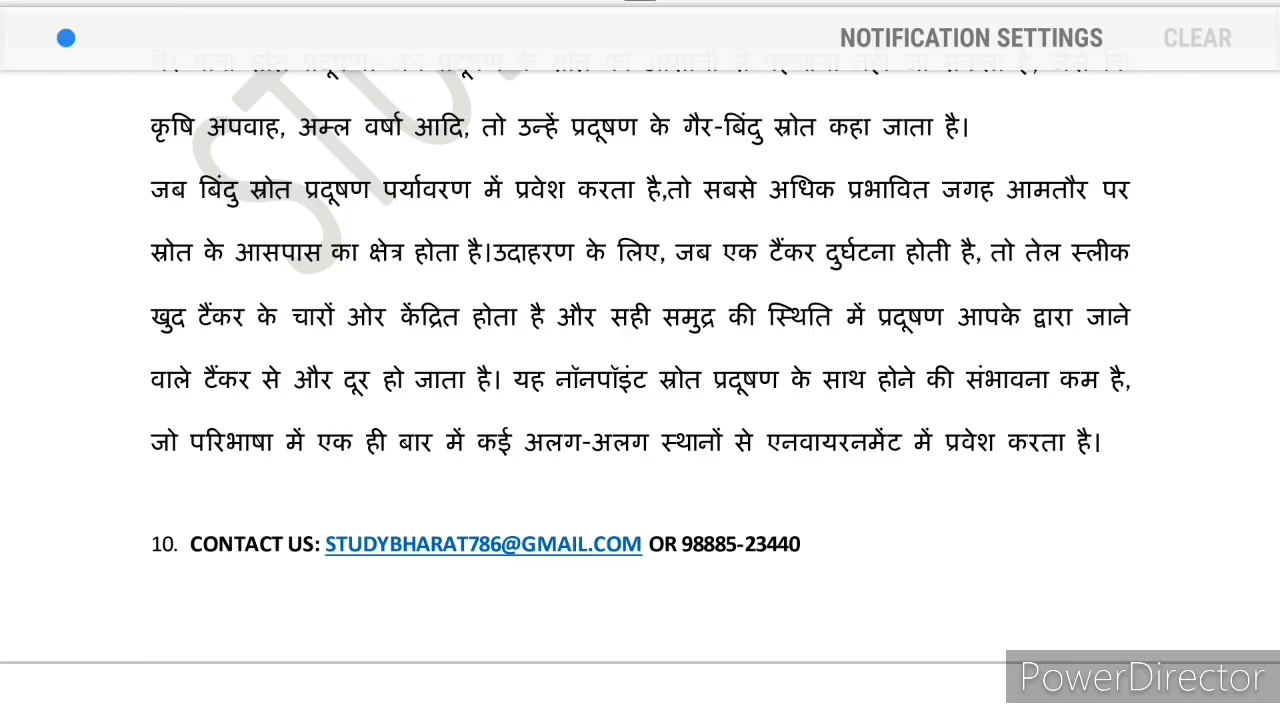 NOTIFICATION SETTINGS CLEAR
कृषि अपवाह, अम्ल वर्षा आदि, तो उन्हें प्रदूषण के गैर-बिंदु स्रोत कहा जाता है।
जब बिंदु स्रोत प्रदूषण पर्यावरण में प्रवेश करता है,तो सबसे अधिक प्रभावित जगह आमतौर पर
स्रोत के आसपास का क्षेत्र होता है।उदाहरण के लिए, जब एक टैंकर दुर्घटना होती है, तो तेल स्लीक
खुद टैंकर के चारों ओर केंद्रित होता है और सही समुद्र की स्थिति में प्रदूषण आपके द्वारा जाने
वाले टैंकर से और दूर हो जाता है। यह नॉनपॉइंट स्रोत प्रदूषण के साथ होने की संभावना कम है,
जो परिभाषा में एक ही बार में कई अलग-अलग स्थानों से एनवायरनमेंट में प्रवेश करता है।
10. CONTACT US: STUDYBHARAT786@GMAIL.COM OR 98885-23440
PowerDirector